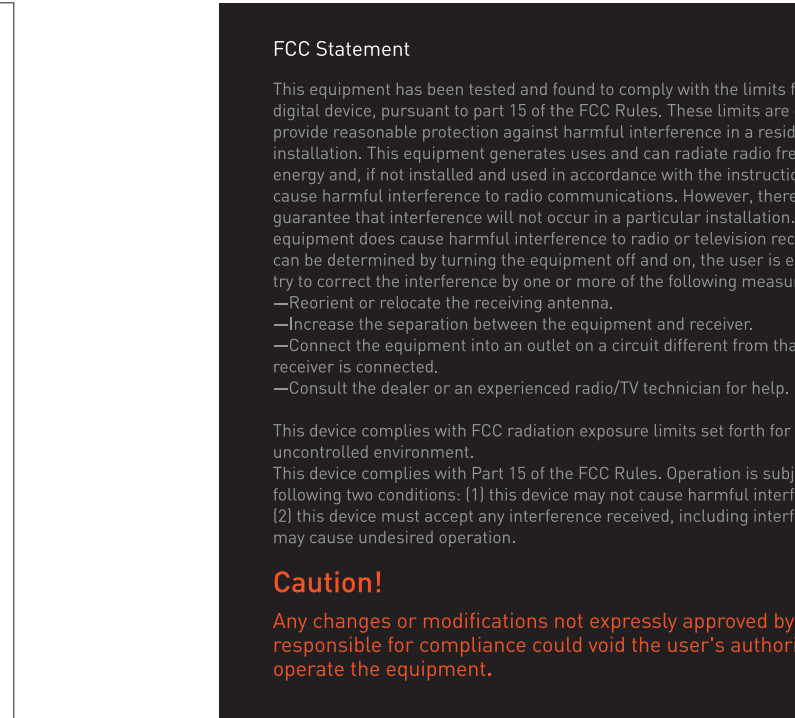 FCC Statement
This equipment has been tested and found to comply with the limits
digital device, pursuant to part 15 of the FCC Rules. These limits are
provide reasonable protection against harmful interference in a
installation. This equipment generates uses and can radiate radio
energy and, if not installed and used in accordance with the
cause harmful interference to radio communications. However, there
guarantee that interference will not occur in a particular installation.
equipment does cause harmful interference to radio or television
can be determined by turning the equipment off and on, the user is
try to correct the interference by one or more of the following
—Reorient or relocate the receiving antenna.
—Increase the separation between the equipment and receiver.
—Connect the equipment into an outlet on a circuit different from
receiver is connected.
—Consult the dealer or an experienced radio/TV technician for help.
This device complies with FCC radiation exposure limits set forth for
uncontrolled environment.
This device complies with Part 15 of the FCC Rules. Operation is
following two conditions: (1) this device may not cause harmful
(2) this device must accept any interference received, including
may cause undesired operation.
Caution!
Any changes or modifications not expressly approved by
responsible for compliance could void the user's
operate the equipment.